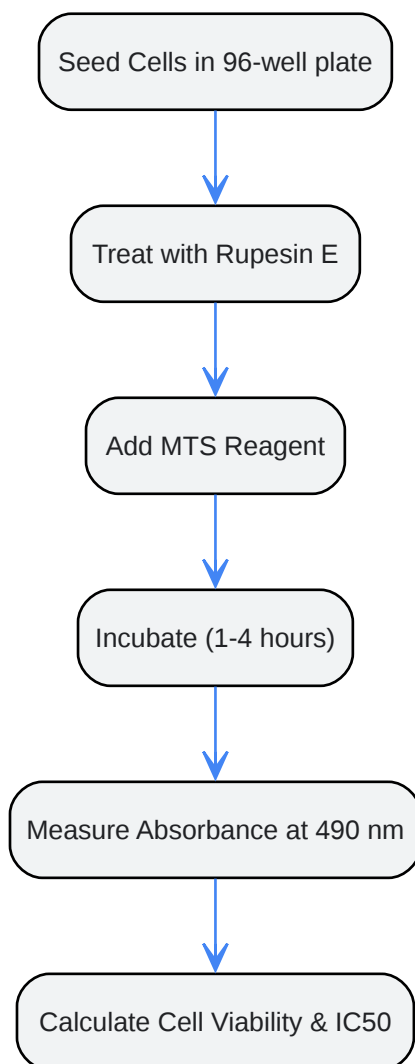 Seed Cells in 96-well plate
Treat with Rupesin E
Add MTS Reagent
Incubate (1-4 hours)
Measure Absorbance at 490 nm
Calculate Cell Viability & IC50